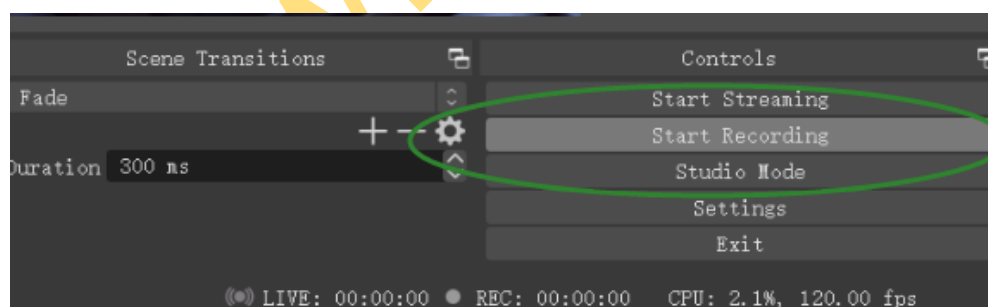 Scene Transitions
Controls
Fade
Start Streaming
Start Recording
Duration 300 ms
Studio Mode
Settings
Exit
LIVE: 00:00:00 REC: 00:00:00 CPU: 2.1%, 120.00 fps